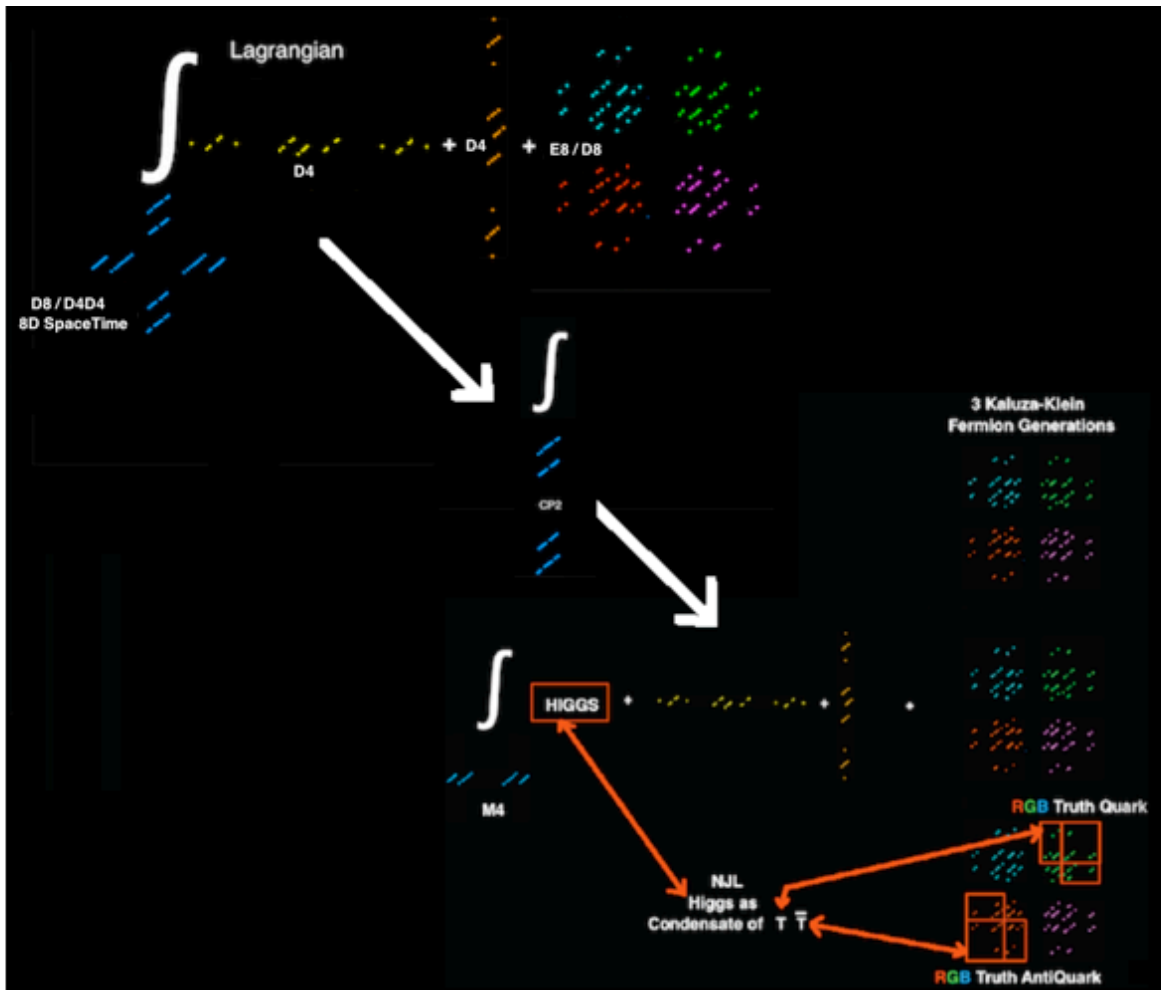 Lagrangian
∫
D4
+ D4
+ E8 / D8
D8 / D4D4
8D SpaceTime
∫
CP2
3 Kaluza-Klein
Fermion Generations
∫
HIGGS + + +
M4
RGB Truth Quark
NJL
Higgs as
Condensate of T T̅
RGB Truth AntiQuark